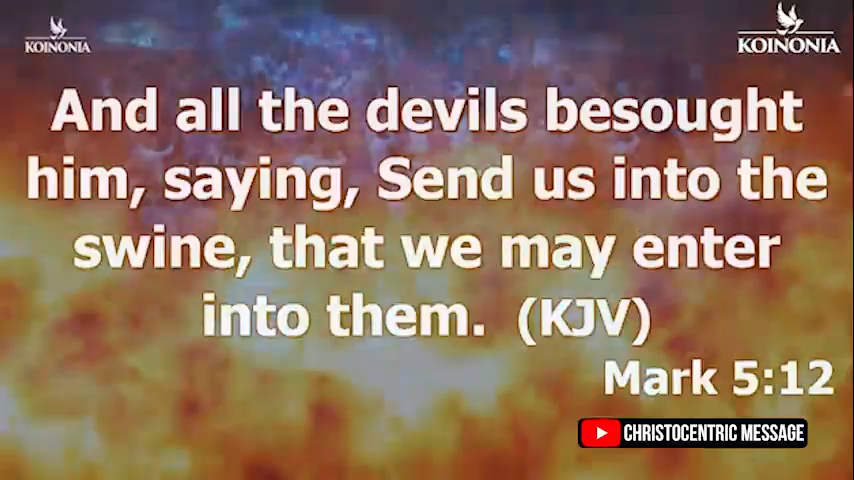 KOINONIA
KOINONIA
And all the devils besought
him, saying, Send us into the
swine, that we may enter
into them. (KJV)
Mark 5:12
CHRISTOCENTRIC MESSAGE